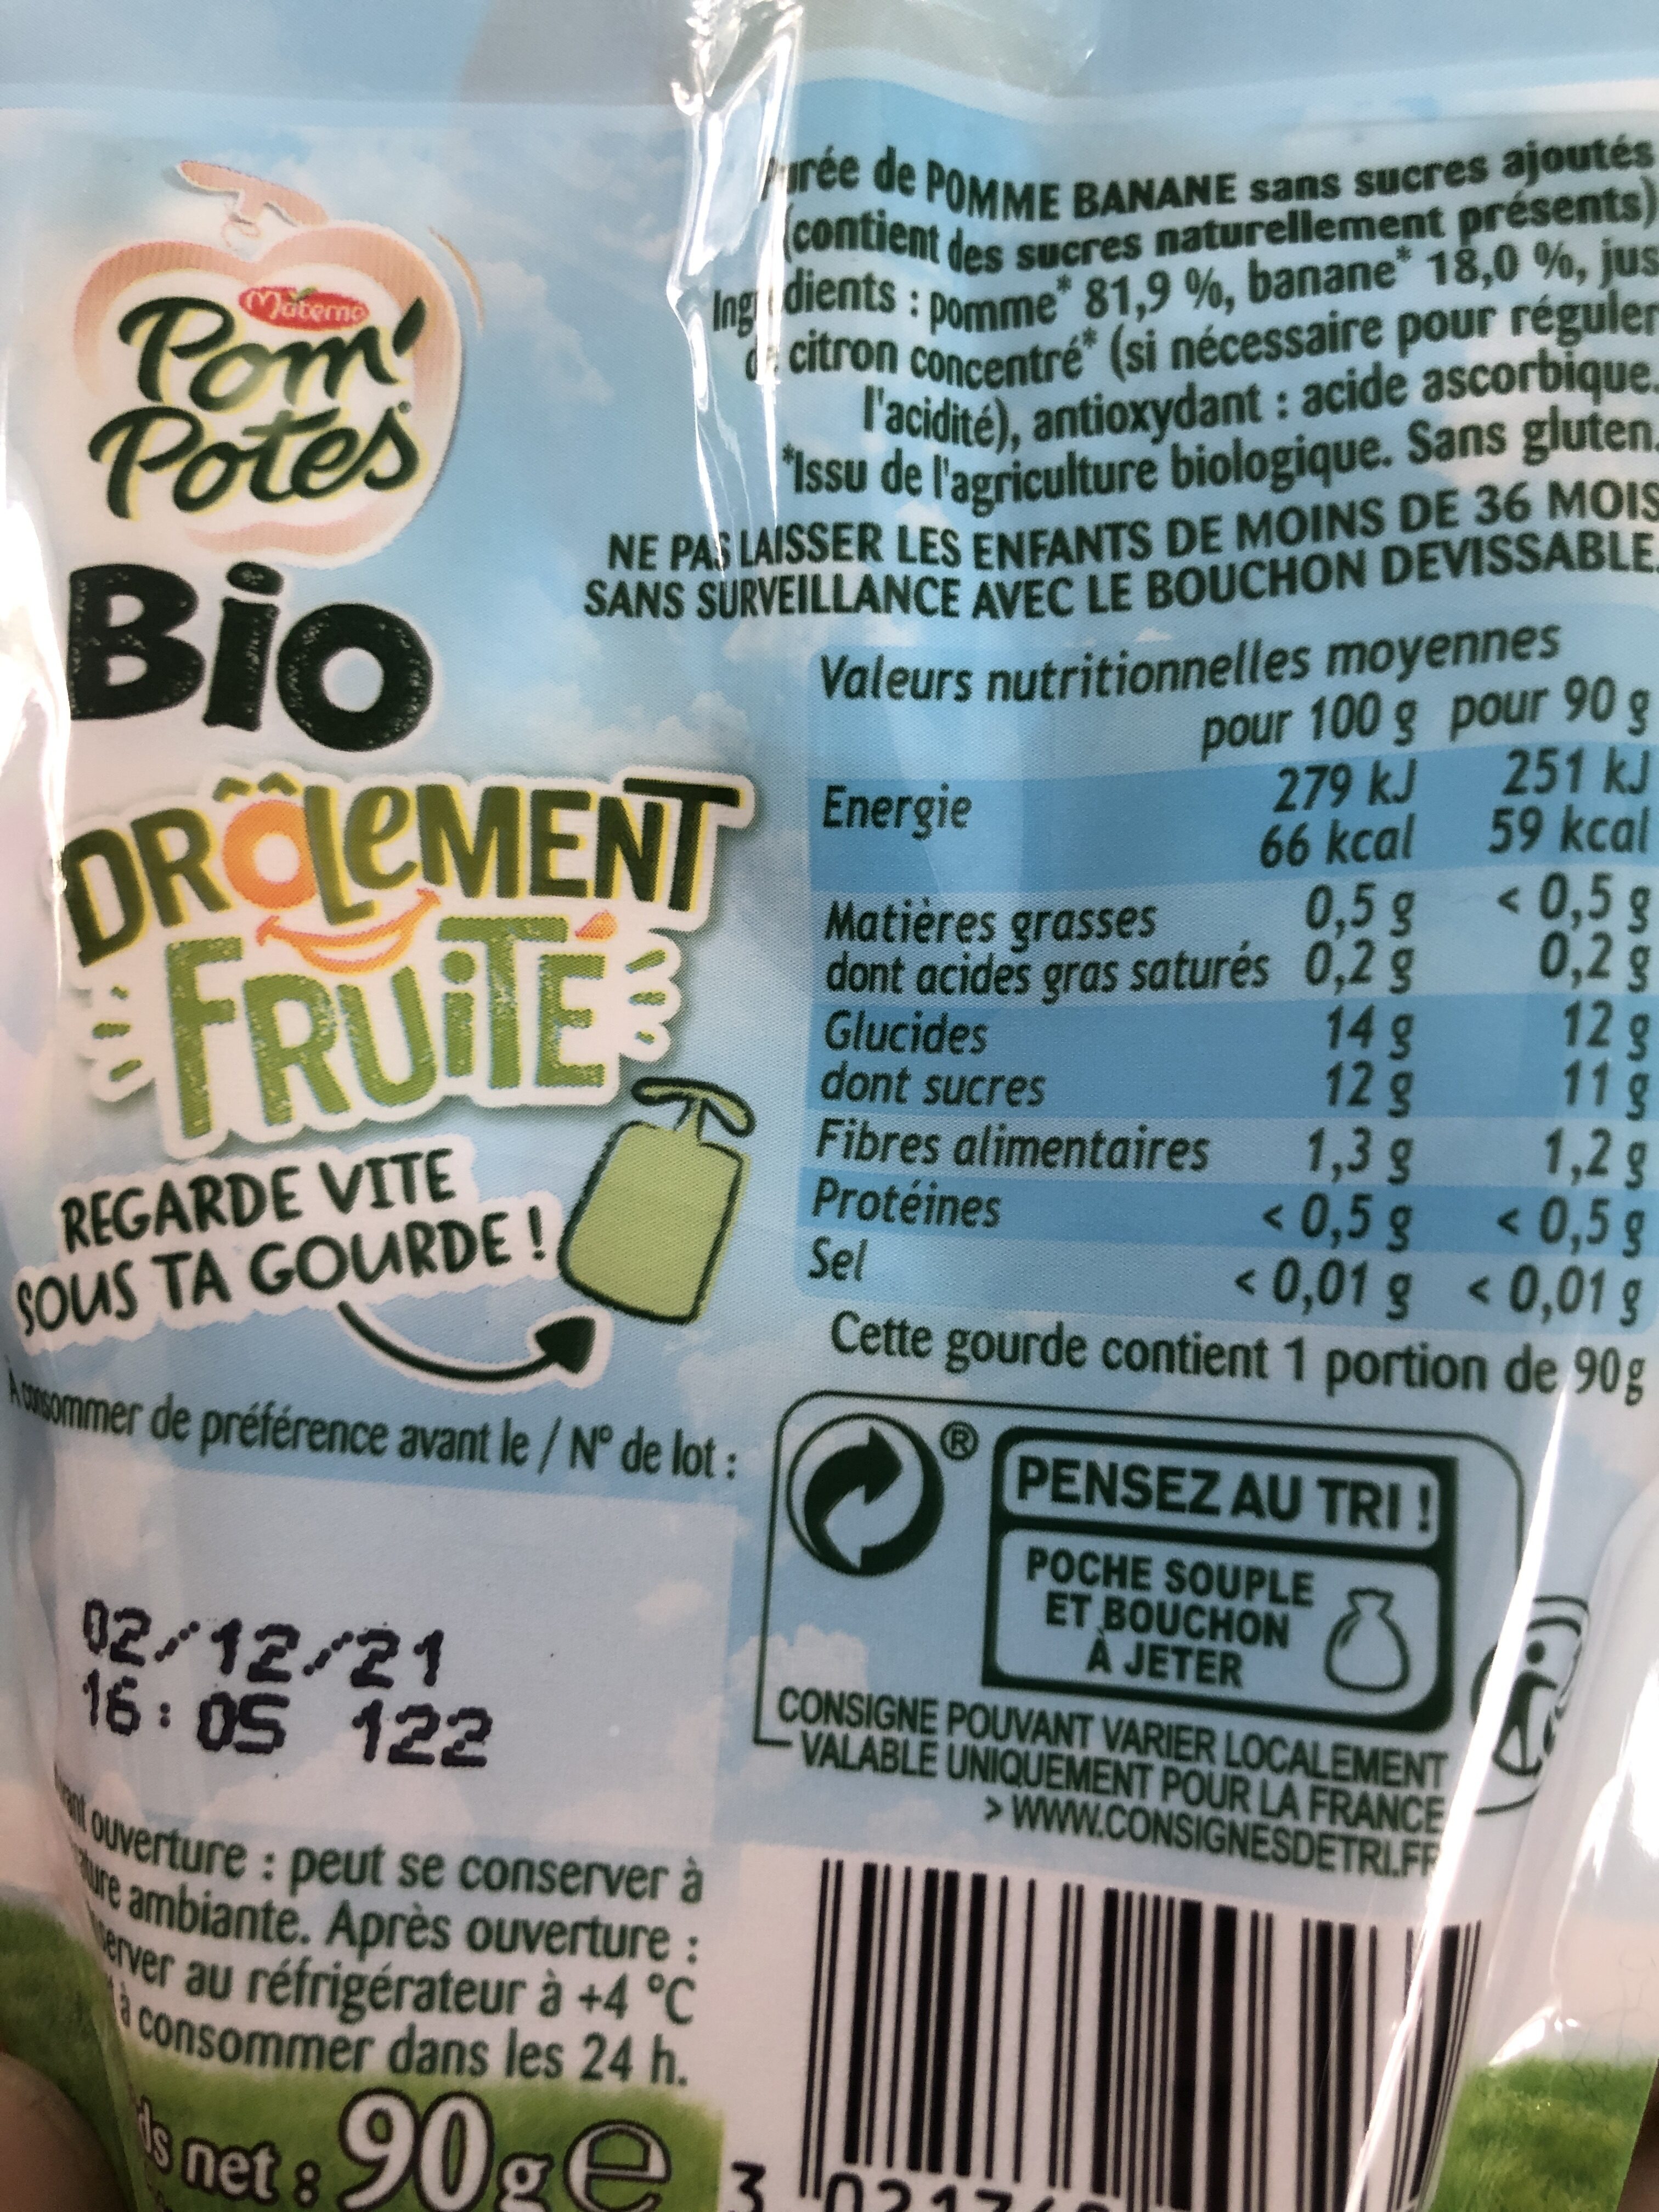 Materne
Pom'
Potes
Bio
DRÔLEMENT
FRUITÉ
REGARDE VITE
SOUS TA GOURDE !
À consommer de préférence avant le / N° de lot :
02/12/21
16:05 122
ouverture : peut se conserver à
ambiante. Après ouverture :
au réfrigérateur à +4 °C
à consommer dans les 24 h.
net : 90g e
Purée de POMME BANANE sans sucres ajoutés
(contient des sucres naturellement présents)
Ingrédients : pomme* 81,9 %, banane* 18,0 %, jus
de citron concentré* (si nécessaire pour réguler
l'acidité), antioxydant : acide ascorbique.
*Issu de l'agriculture biologique. Sans gluten.
NE PAS LAISSER LES ENFANTS DE MOINS DE 36 MOIS
SANS SURVEILLANCE AVEC LE BOUCHON DEVISSABLE.
Valeurs nutritionnelles moyennes
pour 100 g pour 90 g
Energie 279 kJ 251 kJ
66 kcal 59 kcal
Matières grasses 0,5 g < 0,5 g
dont acides gras saturés 0,2 g 0,2 g
Glucides 14 g 12 g
dont sucres 12 g 11 g
Fibres alimentaires 1,3 g 1,2 g
Protéines < 0,5 g < 0,5 g
Sel < 0,01 g < 0,01 g
Cette gourde contient 1 portion de 90g
®
PENSEZ AU TRI !
POCHE SOUPLE
ET BOUCHON
À JETER
CONSIGNE POUVANT VARIER LOCALEMENT
VALABLE UNIQUEMENT POUR LA FRANCE
> WWW.CONSIGNESDETRI.FR
3